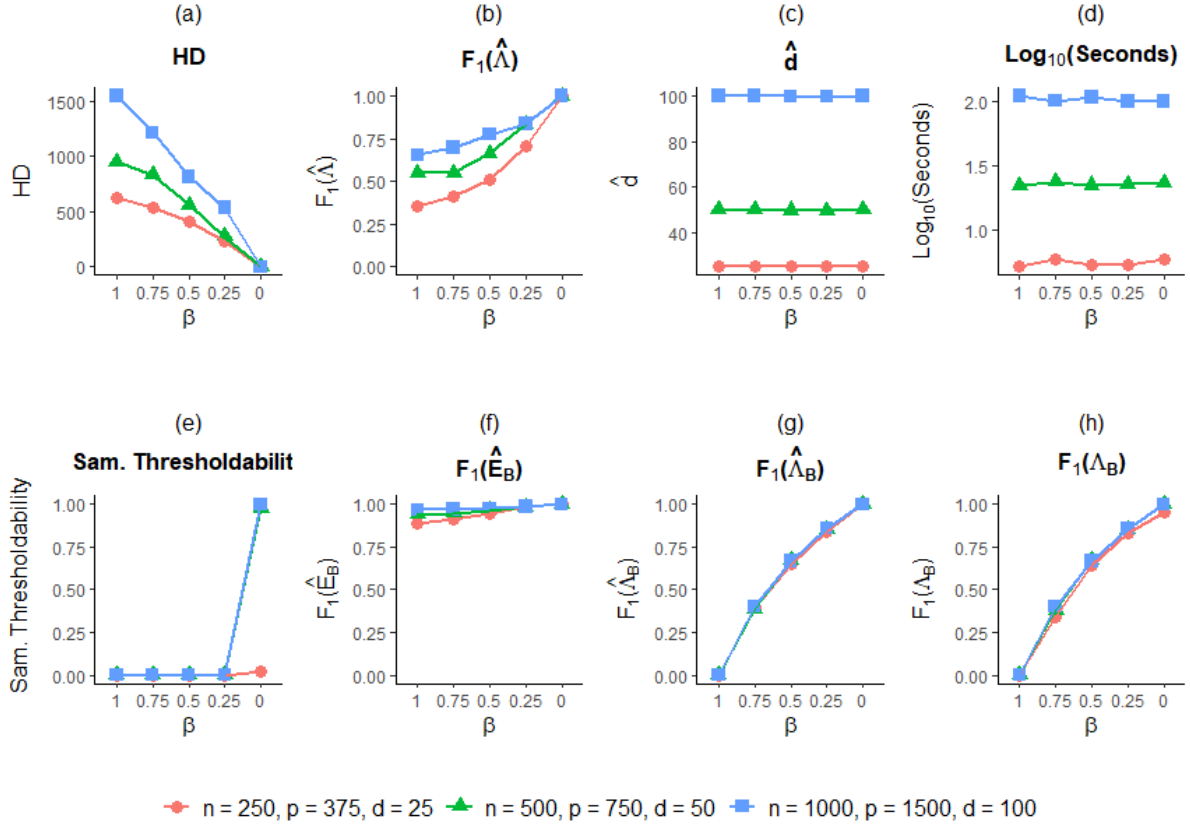 (a)
HD
HD
1500
1000
500
0
1
0.75
0.5
0.25
0
β
(b)
F₁(Λ̂)
F₁(Λ̂)
1.00
0.75
0.50
0.25
0.00
1
0.75
0.5
0.25
0
β
(c)
d̂
d̂
100
80
60
40
1
0.75
0.5
0.25
0
β
(d)
Log₁₀(Seconds)
Log₁₀(Seconds)
2.0
1.5
1.0
1
0.75
0.5
0.25
0
β
(e)
Sam. Thresholdabilit
Sam. Thresholdability
1.00
0.75
0.50
0.25
0.00
1
0.75
0.5
0.25
0
β
(f)
F₁(Ê_B)
F₁(Ê_B)
1.00
0.75
0.50
0.25
0.00
1
0.75
0.5
0.25
0
β
(g)
F₁(Λ̂_B)
F₁(Λ̂_B)
1.00
0.75
0.50
0.25
0.00
1
0.75
0.5
0.25
0
β
(h)
F₁(Λ_B)
F₁(Λ_B)
1.00
0.75
0.50
0.25
0.00
1
0.75
0.5
0.25
0
β
n = 250, p = 375, d = 25 n = 500, p = 750, d = 50 n = 1000, p = 1500, d = 100